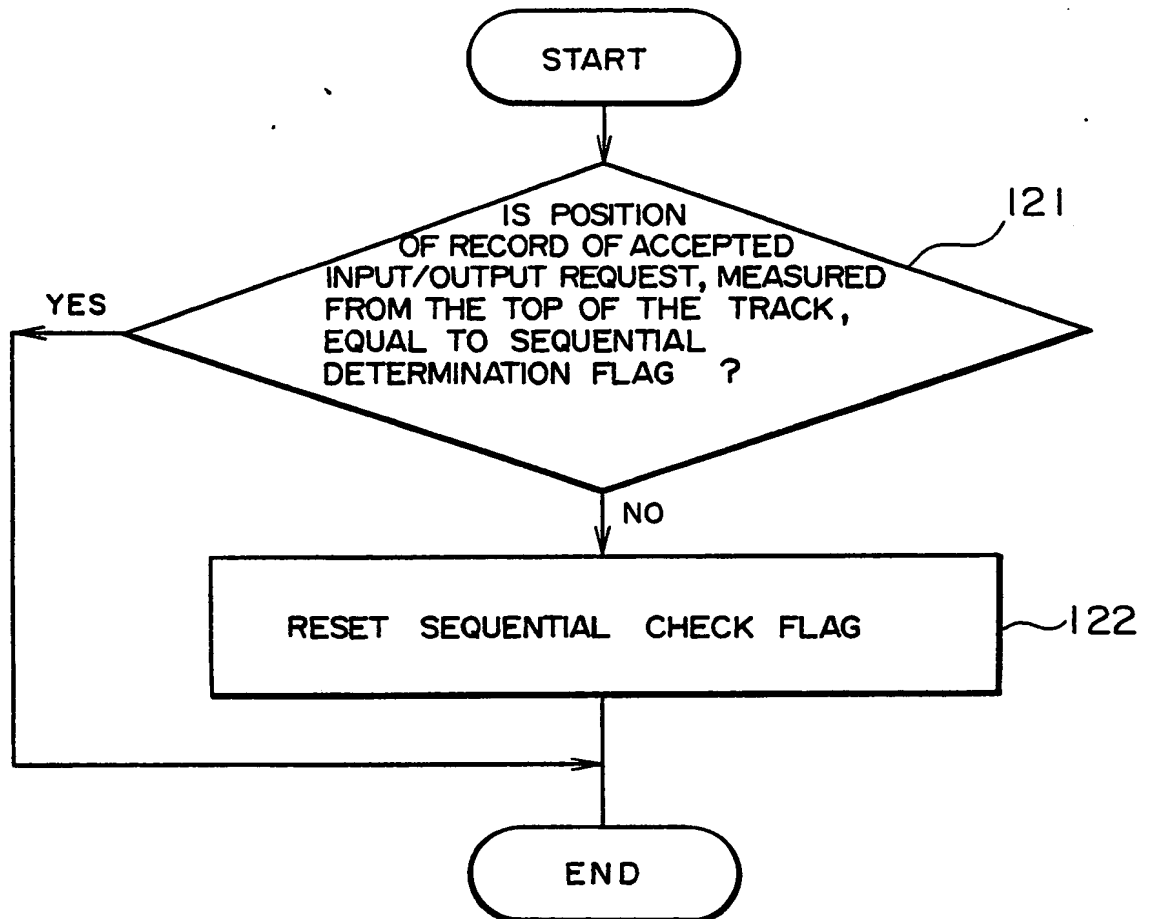 START
IS POSITION
OF RECORD OF ACCEPTED
INPUT/OUTPUT REQUEST, MEASURED
FROM THE TOP OF THE TRACK,
EQUAL TO SEQUENTIAL
DETERMINATION FLAG ?
121
YES
NO
RESET SEQUENTIAL CHECK FLAG
122
END